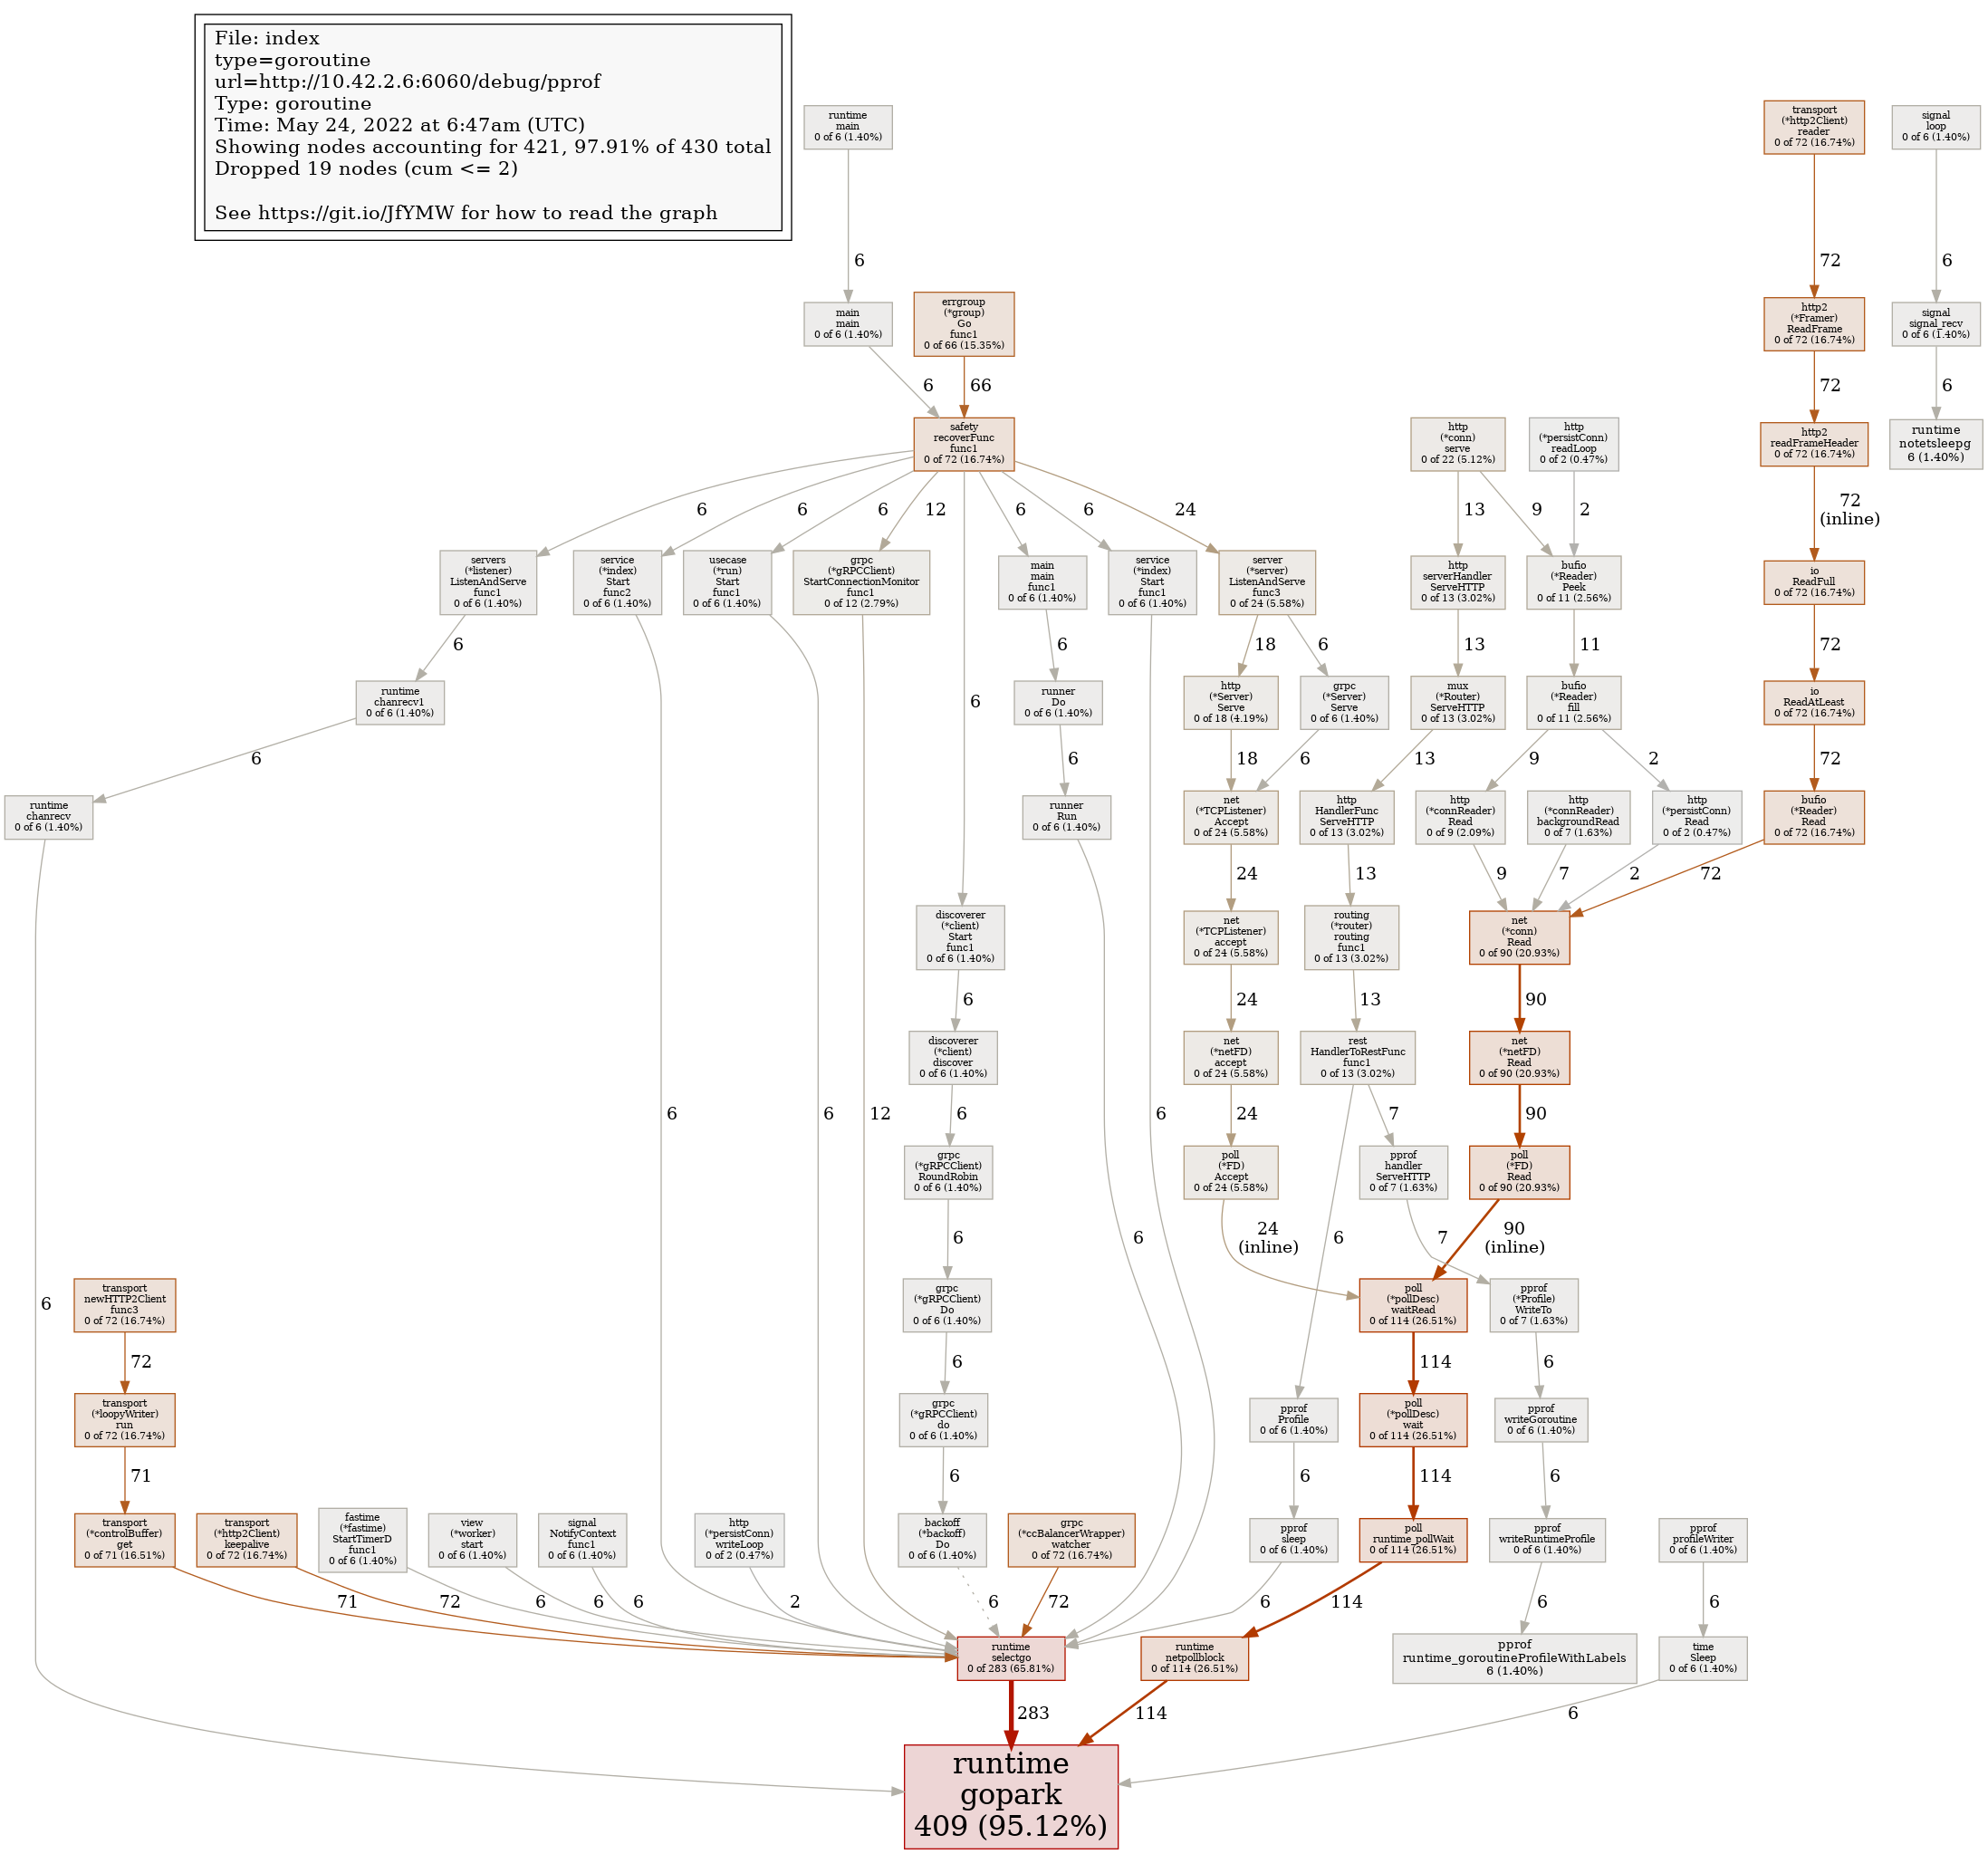 File: index
type=goroutine
url=http://10.42.2.6:6060/debug/pprof
Type: goroutine
Time: May 24, 2022 at 6:47am (UTC)
Showing nodes accounting for 421, 97.91% of 430 total
Dropped 19 nodes (cum <= 2)
See https://git.io/JfYMW for how to read the graph
runtime
main
0 of 6 (1.40%)
transport
(*http2Client)
reader
0 of 72 (16.74%)
signal
loop
0 of 6 (1.40%)
6
72
6
main
main
0 of 6 (1.40%)
errgroup
(*group)
Go
func1
0 of 66 (15.35%)
http2
(*Framer)
ReadFrame
0 of 72 (16.74%)
signal
signal_recv
0 of 6 (1.40%)
6
66
72
6
safety
recoverFunc
func1
0 of 72 (16.74%)
http
(*conn)
serve
0 of 22 (5.12%)
http
(*persistConn)
readLoop
0 of 2 (0.47%)
http2
readFrameHeader
0 of 72 (16.74%)
runtime
notetsleepg
6 (1.40%)
6
6
6
12
6
6
6
24
13
9
2
72
(inline)
servers
(*listener)
ListenAndServe
func1
0 of 6 (1.40%)
service
(*index)
Start
func2
0 of 6 (1.40%)
usecase
(*run)
Start
func1
0 of 6 (1.40%)
grpc
(*gRPCClient)
StartConnectionMonitor
func1
0 of 12 (2.79%)
main
main
func1
0 of 6 (1.40%)
service
(*index)
Start
func1
0 of 6 (1.40%)
server
(*server)
ListenAndServe
func3
0 of 24 (5.58%)
http
serverHandler
ServeHTTP
0 of 13 (3.02%)
bufio
(*Reader)
Peek
0 of 11 (2.56%)
io
ReadFull
0 of 72 (16.74%)
6
6
18
6
13
11
72
runtime
chanrecv1
0 of 6 (1.40%)
runner
Do
0 of 6 (1.40%)
http
(*Server)
Serve
0 of 18 (4.19%)
grpc
(*Server)
Serve
0 of 6 (1.40%)
mux
(*Router)
ServeHTTP
0 of 13 (3.02%)
bufio
(*Reader)
fill
0 of 11 (2.56%)
io
ReadAtLeast
0 of 72 (16.74%)
6
6
18
6
13
9
2
72
runtime
chanrecv
0 of 6 (1.40%)
runner
Run
0 of 6 (1.40%)
net
(*TCPListener)
Accept
0 of 24 (5.58%)
http
HandlerFunc
ServeHTTP
0 of 13 (3.02%)
http
(*connReader)
Read
0 of 9 (2.09%)
http
(*connReader)
backgroundRead
0 of 7 (1.63%)
http
(*persistConn)
Read
0 of 2 (0.47%)
bufio
(*Reader)
Read
0 of 72 (16.74%)
24
13
9
7
2
72
discoverer
(*client)
Start
func1
0 of 6 (1.40%)
net
(*TCPListener)
accept
0 of 24 (5.58%)
routing
(*router)
routing
func1
0 of 13 (3.02%)
net
(*conn)
Read
0 of 90 (20.93%)
6
24
13
90
discoverer
(*client)
discover
0 of 6 (1.40%)
net
(*netFD)
accept
0 of 24 (5.58%)
rest
HandlerToRestFunc
func1
0 of 13 (3.02%)
net
(*netFD)
Read
0 of 90 (20.93%)
6
6
12
6
6
24
7
90
grpc
(*gRPCClient)
RoundRobin
0 of 6 (1.40%)
poll
(*FD)
Accept
0 of 24 (5.58%)
pprof
handler
ServeHTTP
0 of 7 (1.63%)
poll
(*FD)
Read
0 of 90 (20.93%)
6
6
24
(inline)
6
7
90
(inline)
6
transport
newHTTP2Client
func3
0 of 72 (16.74%)
grpc
(*gRPCClient)
Do
0 of 6 (1.40%)
poll
(*pollDesc)
waitRead
0 of 114 (26.51%)
pprof
(*Profile)
WriteTo
0 of 7 (1.63%)
72
6
114
6
transport
(*loopyWriter)
run
0 of 72 (16.74%)
grpc
(*gRPCClient)
do
0 of 6 (1.40%)
pprof
Profile
0 of 6 (1.40%)
poll
(*pollDesc)
wait
0 of 114 (26.51%)
pprof
writeGoroutine
0 of 6 (1.40%)
71
6
6
114
6
transport
(*controlBuffer)
get
0 of 71 (16.51%)
transport
(*http2Client)
keepalive
0 of 72 (16.74%)
fastime
(*fastime)
StartTimerD
func1
0 of 6 (1.40%)
view
(*worker)
start
0 of 6 (1.40%)
signal
NotifyContext
func1
0 of 6 (1.40%)
http
(*persistConn)
writeLoop
0 of 2 (0.47%)
backoff
(*backoff)
Do
0 of 6 (1.40%)
grpc
(*ccBalancerWrapper)
watcher
0 of 72 (16.74%)
pprof
sleep
0 of 6 (1.40%)
poll
runtime_pollWait
0 of 114 (26.51%)
pprof
writeRuntimeProfile
0 of 6 (1.40%)
pprof
profileWriter
0 of 6 (1.40%)
71
72
6
6
6
2
6
72
6
114
6
6
runtime
selectgo
0 of 283 (65.81%)
runtime
netpollblock
0 of 114 (26.51%)
pprof
runtime_goroutineProfileWithLabels
6 (1.40%)
time
Sleep
0 of 6 (1.40%)
283
114
6
runtime
gopark
409 (95.12%)